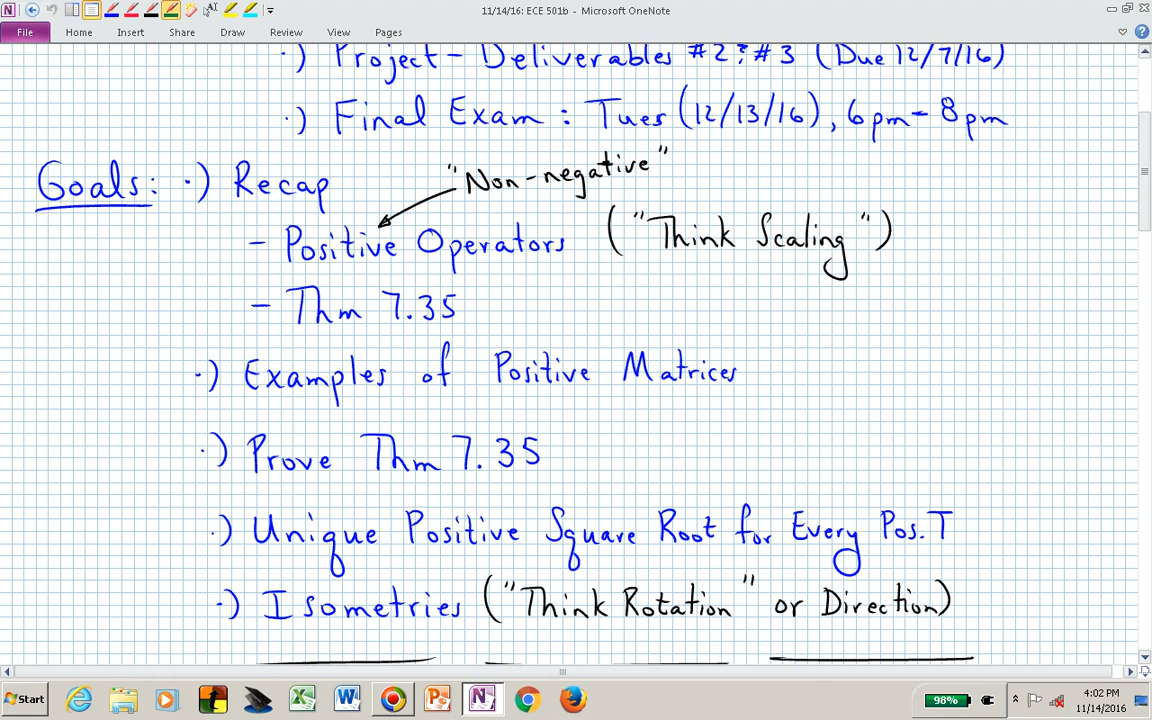 11/14/16: ECE 501b - Microsoft OneNote
File Home Insert Share Draw Review View Pages
·) Project - Deliverables #2 & #3 (Due 12/7/16)
·) Final Exam : Tues (12/13/16), 6pm - 8pm
"Non-negative"
Goals: ·) Recap
- Positive Operators ("Think Scaling")
- Thm 7.35
·) Examples of Positive Matrices
·) Prove Thm 7.35
·) Unique Positive Square Root for Every Pos. T
·) Isometries ("Think Rotation" or Direction)
Start 98% 4:02 PM
11/14/2016